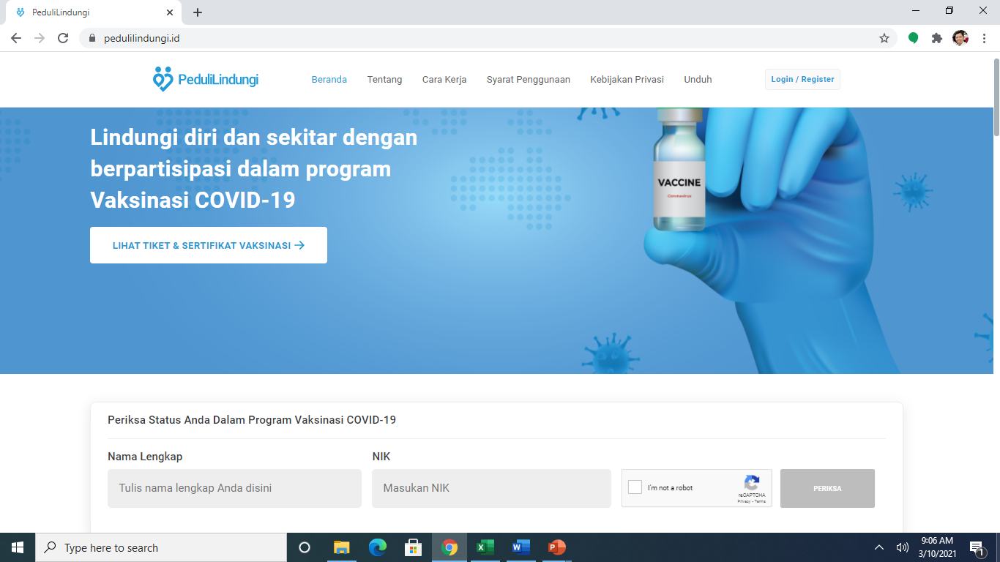 PeduliLindungi
pedulilindungi.id
PeduliLindungi
Beranda Tentang Cara Kerja Syarat Penggunaan Kebijakan Privasi Unduh Login / Register
Lindungi diri dan sekitar dengan
berpartisipasi dalam program
Vaksinasi COVID-19
LIHAT TIKET & SERTIFIKAT VAKSINASI
VACCINE
Coronavirus
Periksa Status Anda Dalam Program Vaksinasi COVID-19
Nama Lengkap NIK
Tulis nama lengkap Anda disini Masukan NIK I'm not a robot PERIKSA
reCAPTCHA
Privacy - Terms
Type here to search
9:06 AM
3/10/2021
1